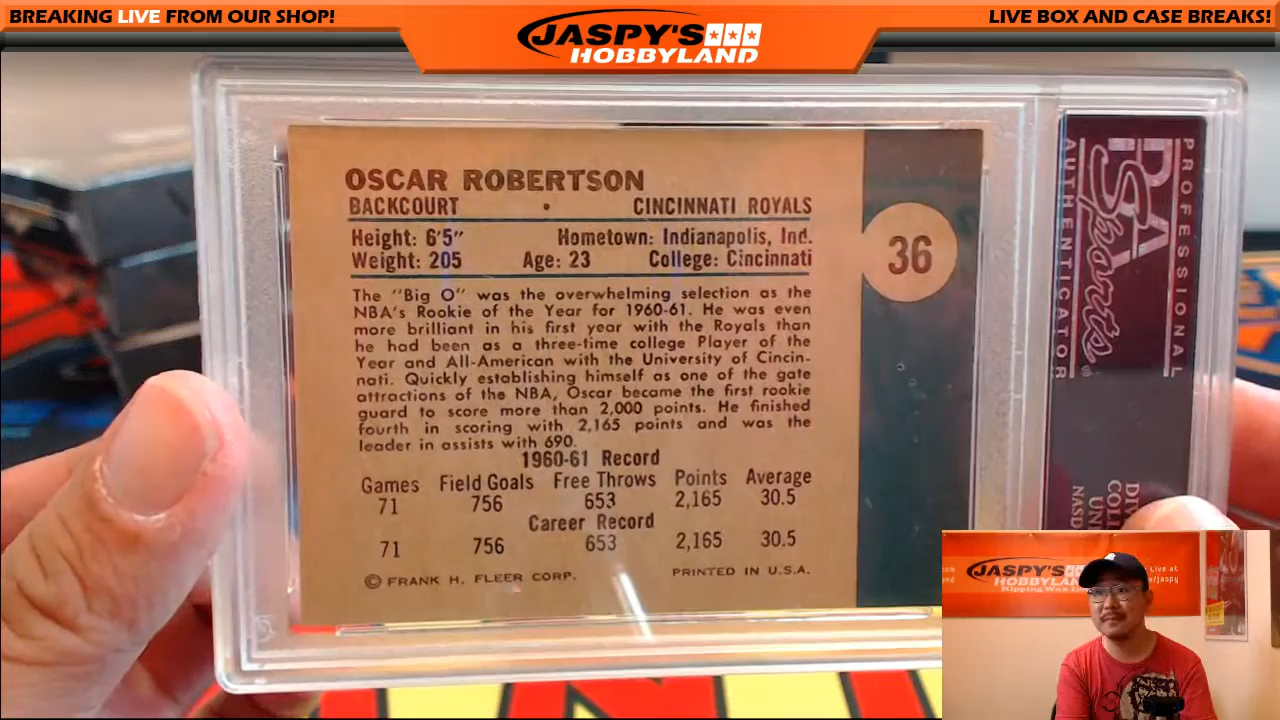 BREAKING LIVE FROM OUR SHOP!
JASPY'S
HOBBYLAND
LIVE BOX AND CASE BREAKS!
OSCAR ROBERTSON
BACKCOURT • CINCINNATI ROYALS
Height: 6'5" Hometown: Indianapolis, Ind.
Weight: 205 Age: 23 College: Cincinnati
36
The "Big O" was the overwhelming selection as the
NBA's Rookie of the Year for 1960-61. He was even
more brilliant in his first year with the Royals than
he had been as a three-time college Player of the
Year and All-American with the University of Cincin-
nati. Quickly establishing himself as one of the gate
attractions of the NBA, Oscar became the first rookie
guard to score more than 2,000 points. He finished
fourth in scoring with 2,165 points and was the
leader in assists with 690.
1960-61 Record
Games Field Goals Free Throws Points Average
71 756 653 2,165 30.5
Career Record
71 756 653 2,165 30.5
© FRANK H. FLEER CORP. PRINTED IN U.S.A.
PROFESSIONAL
PSA
Sports
AUTHENTICATOR
JASPY'S
HOBBYLAND
Live at